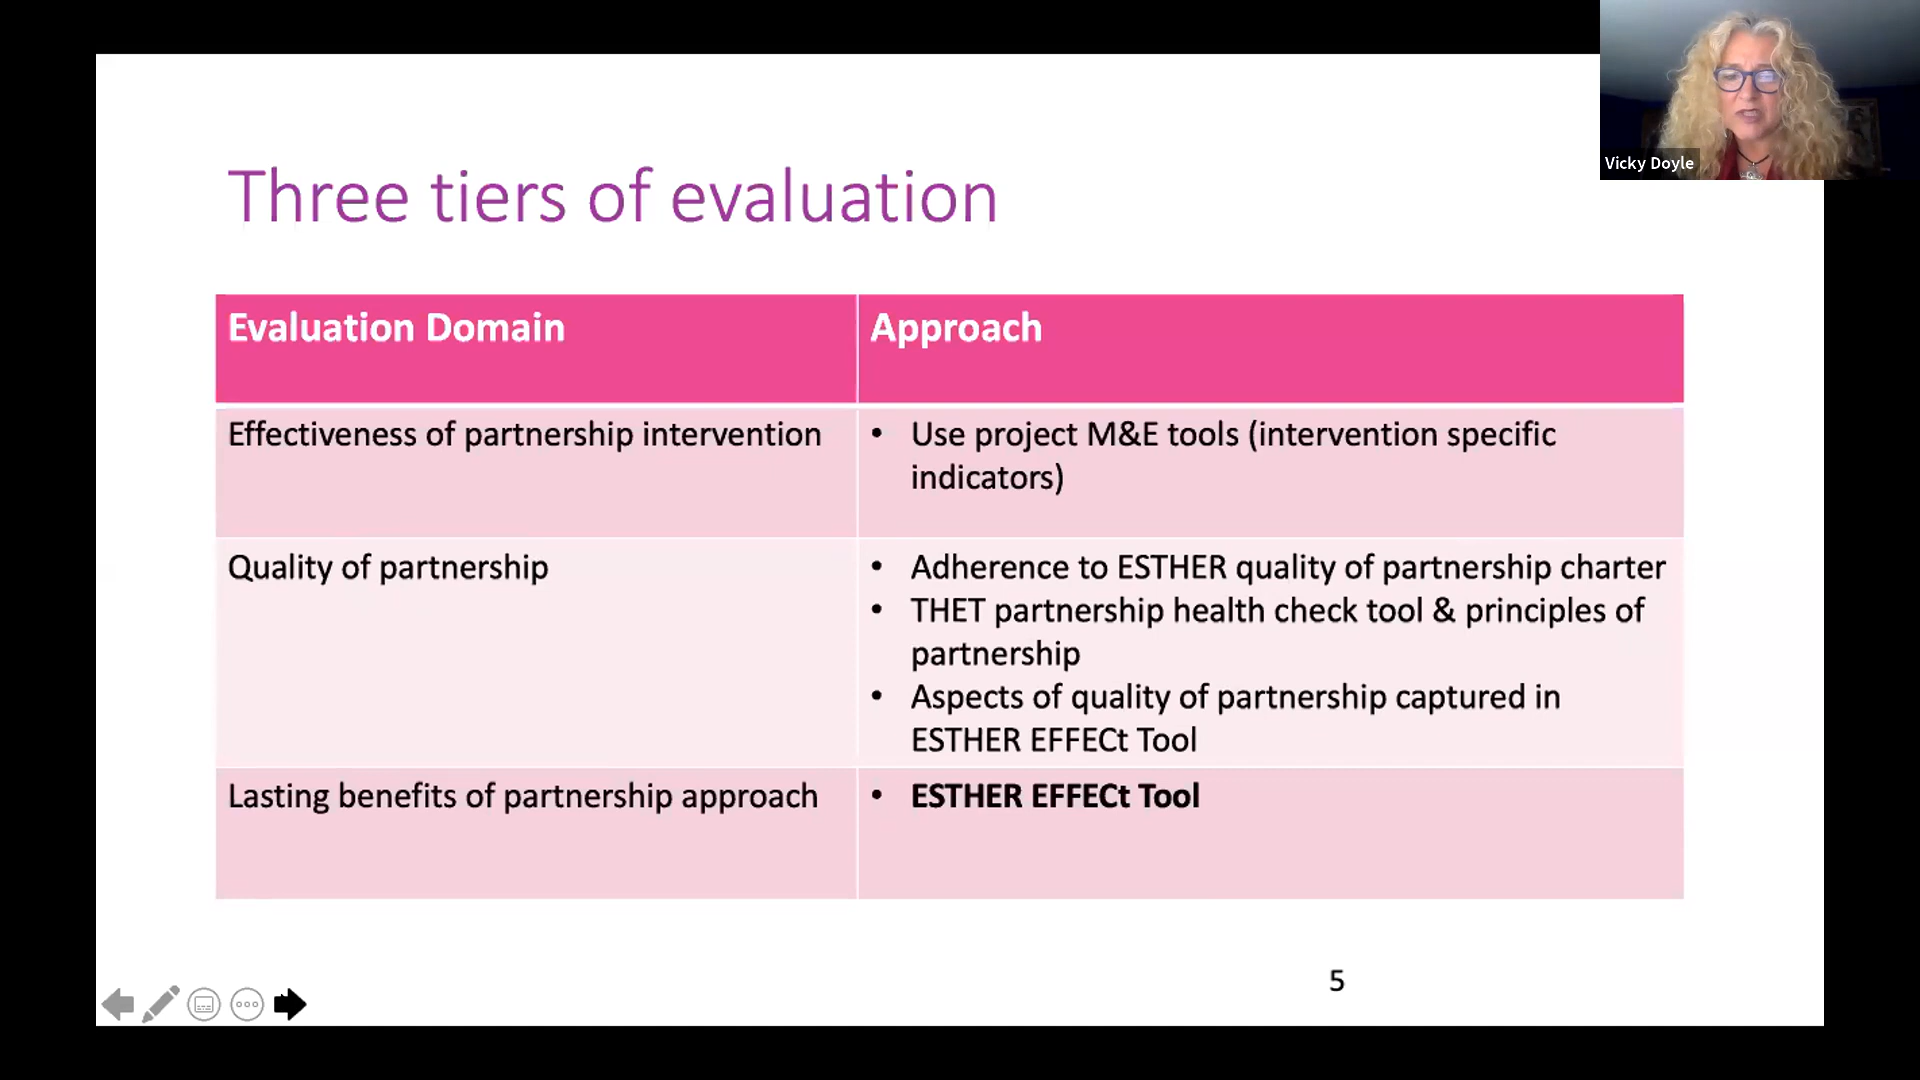 Vicky Doyle
Three tiers of evaluation
Evaluation Domain
Approach
Effectiveness of partnership intervention
• Use project M&E tools (intervention specific
indicators)
Quality of partnership
• Adherence to ESTHER quality of partnership charter
• THET partnership health check tool & principles of
partnership
• Aspects of quality of partnership captured in
ESTHER EFFECt Tool
Lasting benefits of partnership approach
• ESTHER EFFECt Tool
5